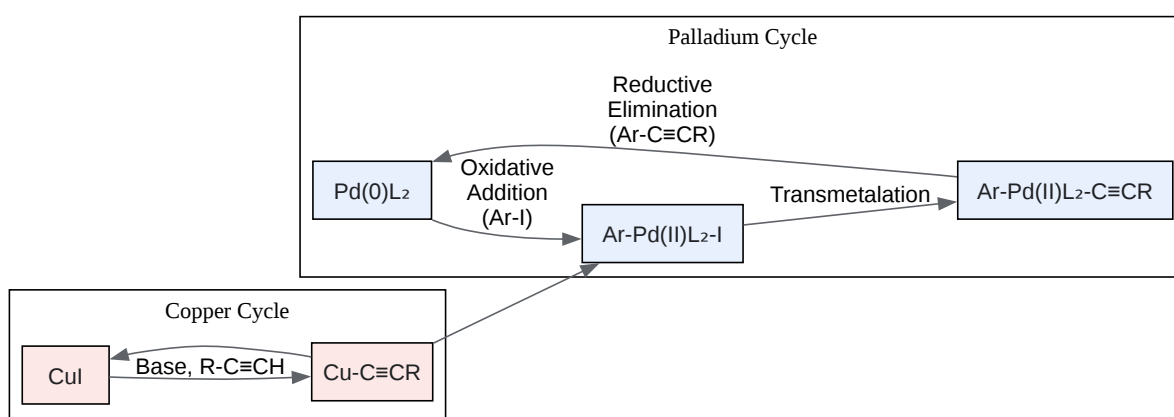 Palladium Cycle
Reductive
Elimination
(Ar-C≡CR)
Pd(0)L₂
Oxidative
Addition
(Ar-I)
Ar-Pd(II)L₂-I
Transmetalation
Ar-Pd(II)L₂-C≡CR
Copper Cycle
CuI
Base, R-C≡CH
Cu-C≡CR